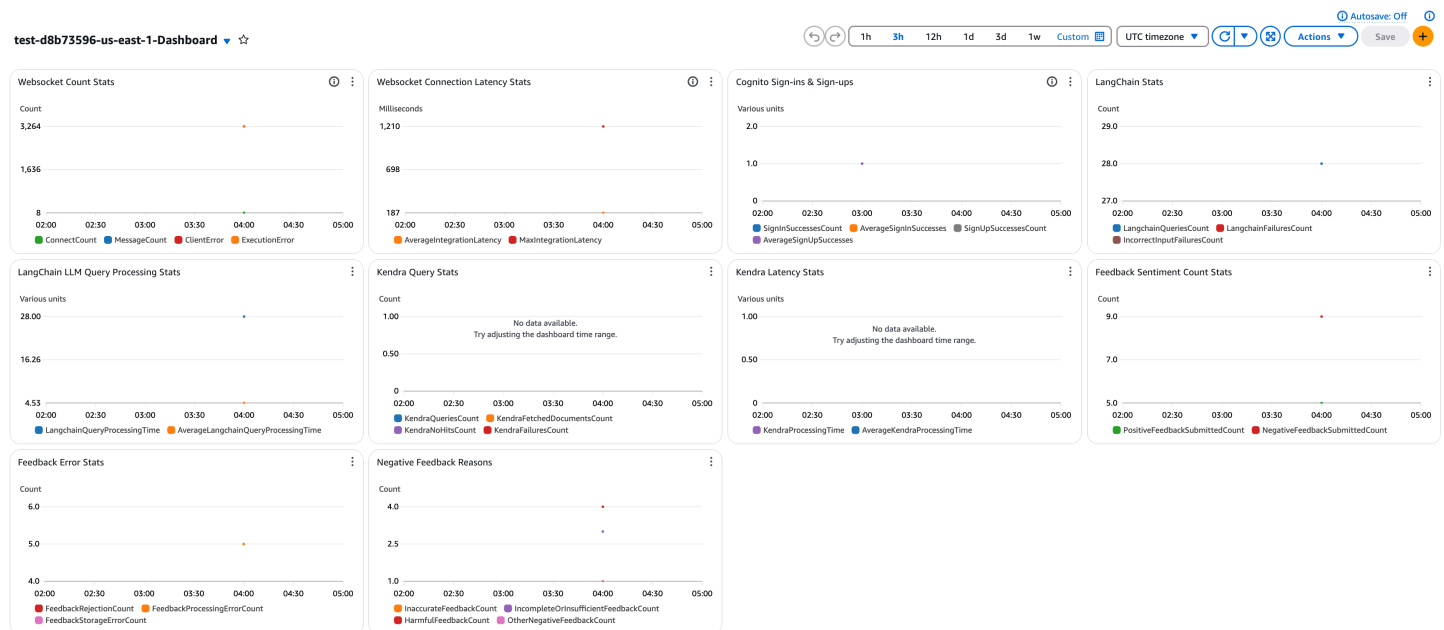 Autosave: Off
test-d8b73596-us-east-1-Dashboard
1h 3h 12h 1d 3d 1w Custom UTC timezone Actions Save
Websocket Count Stats
Count
3,264
1,636
8
02:00 02:30 03:00 03:30 04:00 04:30 05:00
ConnectCount MessageCount ClientError ExecutionError
Websocket Connection Latency Stats
Milliseconds
1,210
698
187
02:00 02:30 03:00 03:30 04:00 04:30 05:00
AverageIntegrationLatency MaxIntegrationLatency
Cognito Sign-ins & Sign-ups
Various units
2.0
1.0
0
02:00 02:30 03:00 03:30 04:00 04:30 05:00
SignInSuccessesCount AverageSignInSuccesses SignUpSuccessesCount
AverageSignUpSuccesses
LangChain Stats
Count
29.0
28.0
27.0
02:00 02:30 03:00 03:30 04:00 04:30 05:00
LangchainQueriesCount LangchainFailuresCount
IncorrectInputFailuresCount
LangChain LLM Query Processing Stats
Various units
28.00
16.26
4.53
02:00 02:30 03:00 03:30 04:00 04:30 05:00
LangchainQueryProcessingTime AverageLangchainQueryProcessingTime
Kendra Query Stats
Count
1.00
No data available.
Try adjusting the dashboard time range.
0.50
0
02:00 02:30 03:00 03:30 04:00 04:30 05:00
KendraQueriesCount KendraFetchedDocumentsCount
KendraNoHitsCount KendraFailuresCount
Kendra Latency Stats
Various units
1.00
No data available.
Try adjusting the dashboard time range.
0.50
0
02:00 02:30 03:00 03:30 04:00 04:30 05:00
KendraProcessingTime AverageKendraProcessingTime
Feedback Sentiment Count Stats
Count
9.0
7.0
5.0
02:00 02:30 03:00 03:30 04:00 04:30 05:00
PositiveFeedbackSubmittedCount NegativeFeedbackSubmittedCount
Feedback Error Stats
Count
6.0
5.0
4.0
02:00 02:30 03:00 03:30 04:00 04:30 05:00
FeedbackRejectionCount FeedbackProcessingErrorCount
FeedbackStorageErrorCount
Negative Feedback Reasons
Count
4.0
2.5
1.0
02:00 02:30 03:00 03:30 04:00 04:30 05:00
InaccurateFeedbackCount IncompleteOrInsufficientFeedbackCount
HarmfulFeedbackCount OtherNegativeFeedbackCount